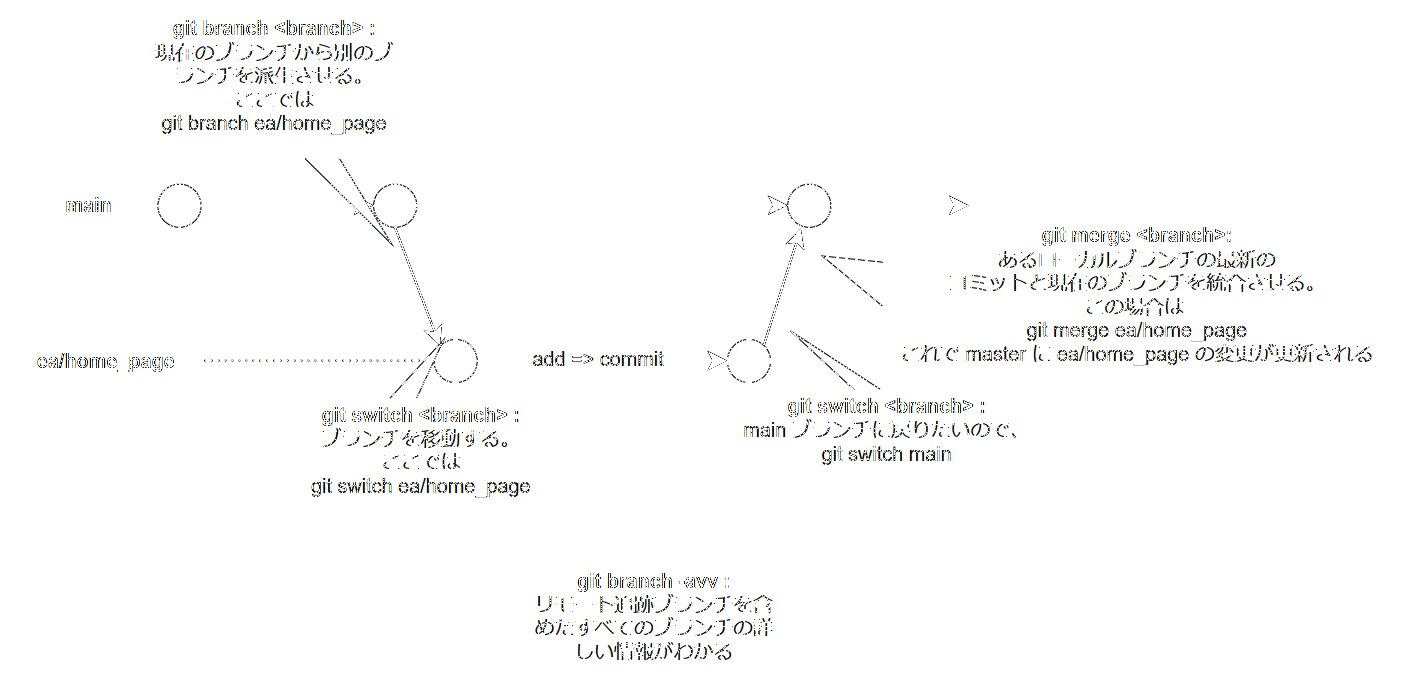 git branch <branch> :
現在のブランチから別のブ
ランチを派生させる。
ここでは
git branch ea/home_page
main
git merge <branch>:
あるローカルブランチの最新の
コミットと現在のブランチを統合させる。
この場合は
git merge ea/home_page
これで master に ea/home_page の変更が更新される
ea/home_page
add => commit
git switch <branch> :
ブランチを移動する。
ここでは
git switch ea/home_page
git switch <branch> :
main ブランチに戻りたいので、
git switch main
git branch -avv :
リモート追跡ブランチを含
めたすべてのブランチの詳
しい情報がわかる